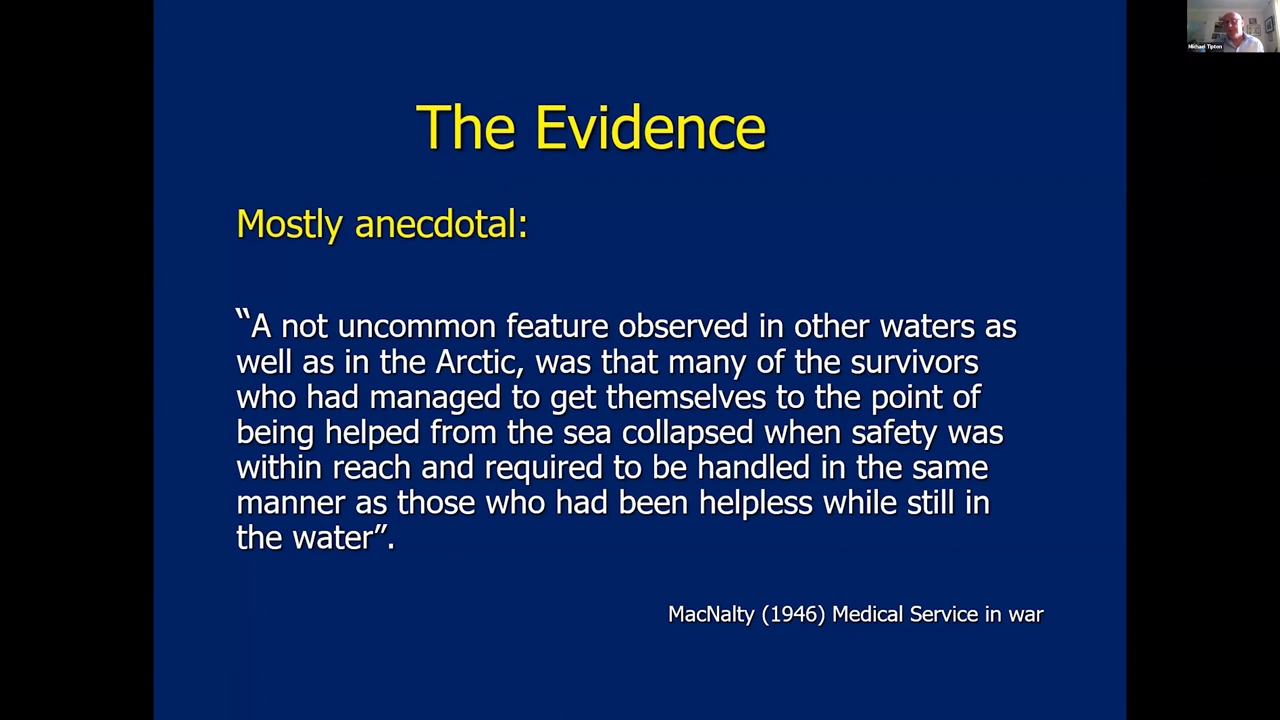 Michael Tipton
The Evidence
Mostly anecdotal:
“A not uncommon feature observed in other waters as
well as in the Arctic, was that many of the survivors
who had managed to get themselves to the point of
being helped from the sea collapsed when safety was
within reach and required to be handled in the same
manner as those who had been helpless while still in
the water”.
MacNalty (1946) Medical Service in war